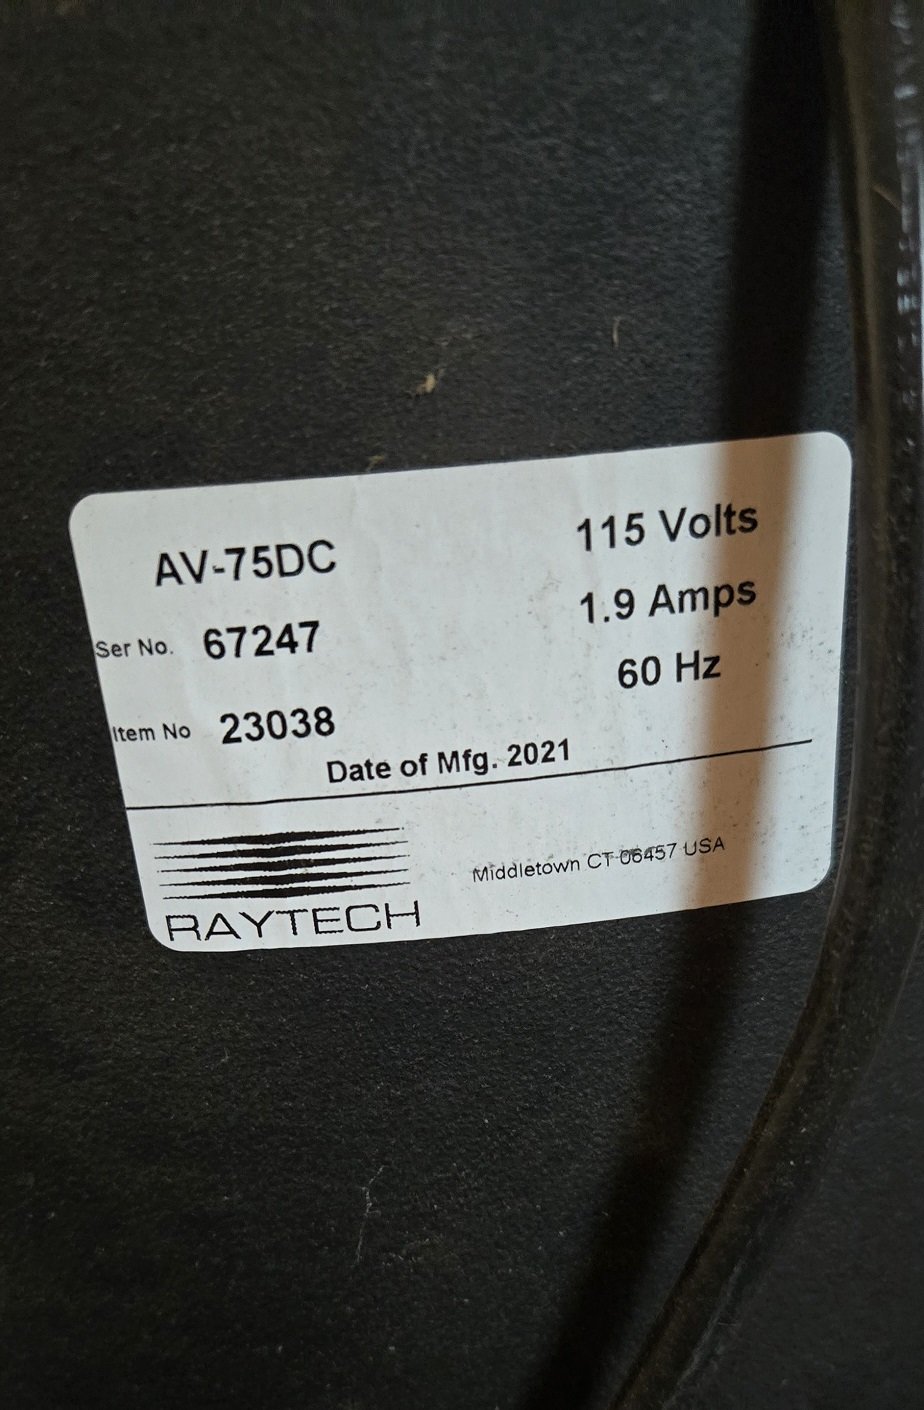 AV-75DC
115 Volts
Ser No. 67247
1.9 Amps
Item No 23038
60 Hz
Date of Mfg. 2021
RAYTECH
Middletown CT 06457 USA